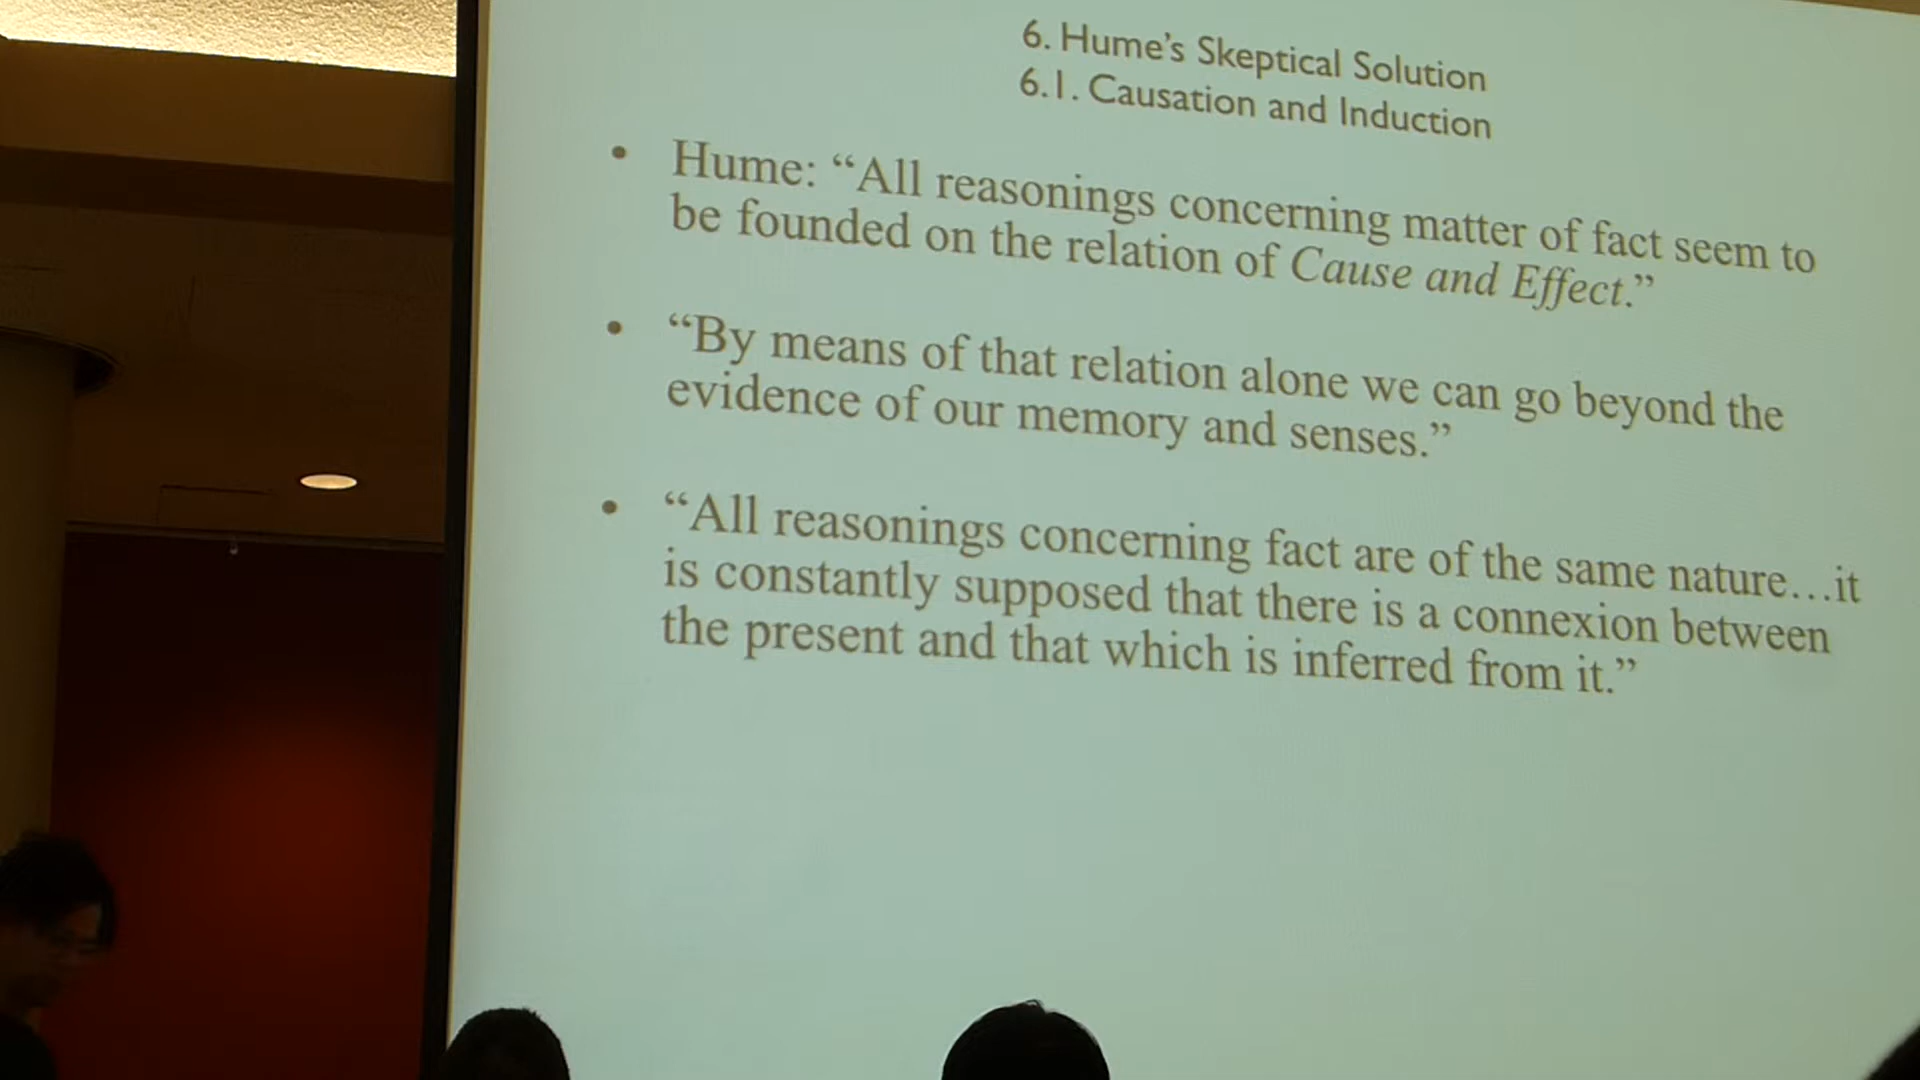 6. Hume’s Skeptical Solution
6.1. Causation and Induction
• Hume: “All reasonings concerning matter of fact seem to
be founded on the relation of Cause and Effect.”
• “By means of that relation alone we can go beyond the
evidence of our memory and senses.”
• “All reasonings concerning fact are of the same nature…it
is constantly supposed that there is a connexion between
the present and that which is inferred from it.”